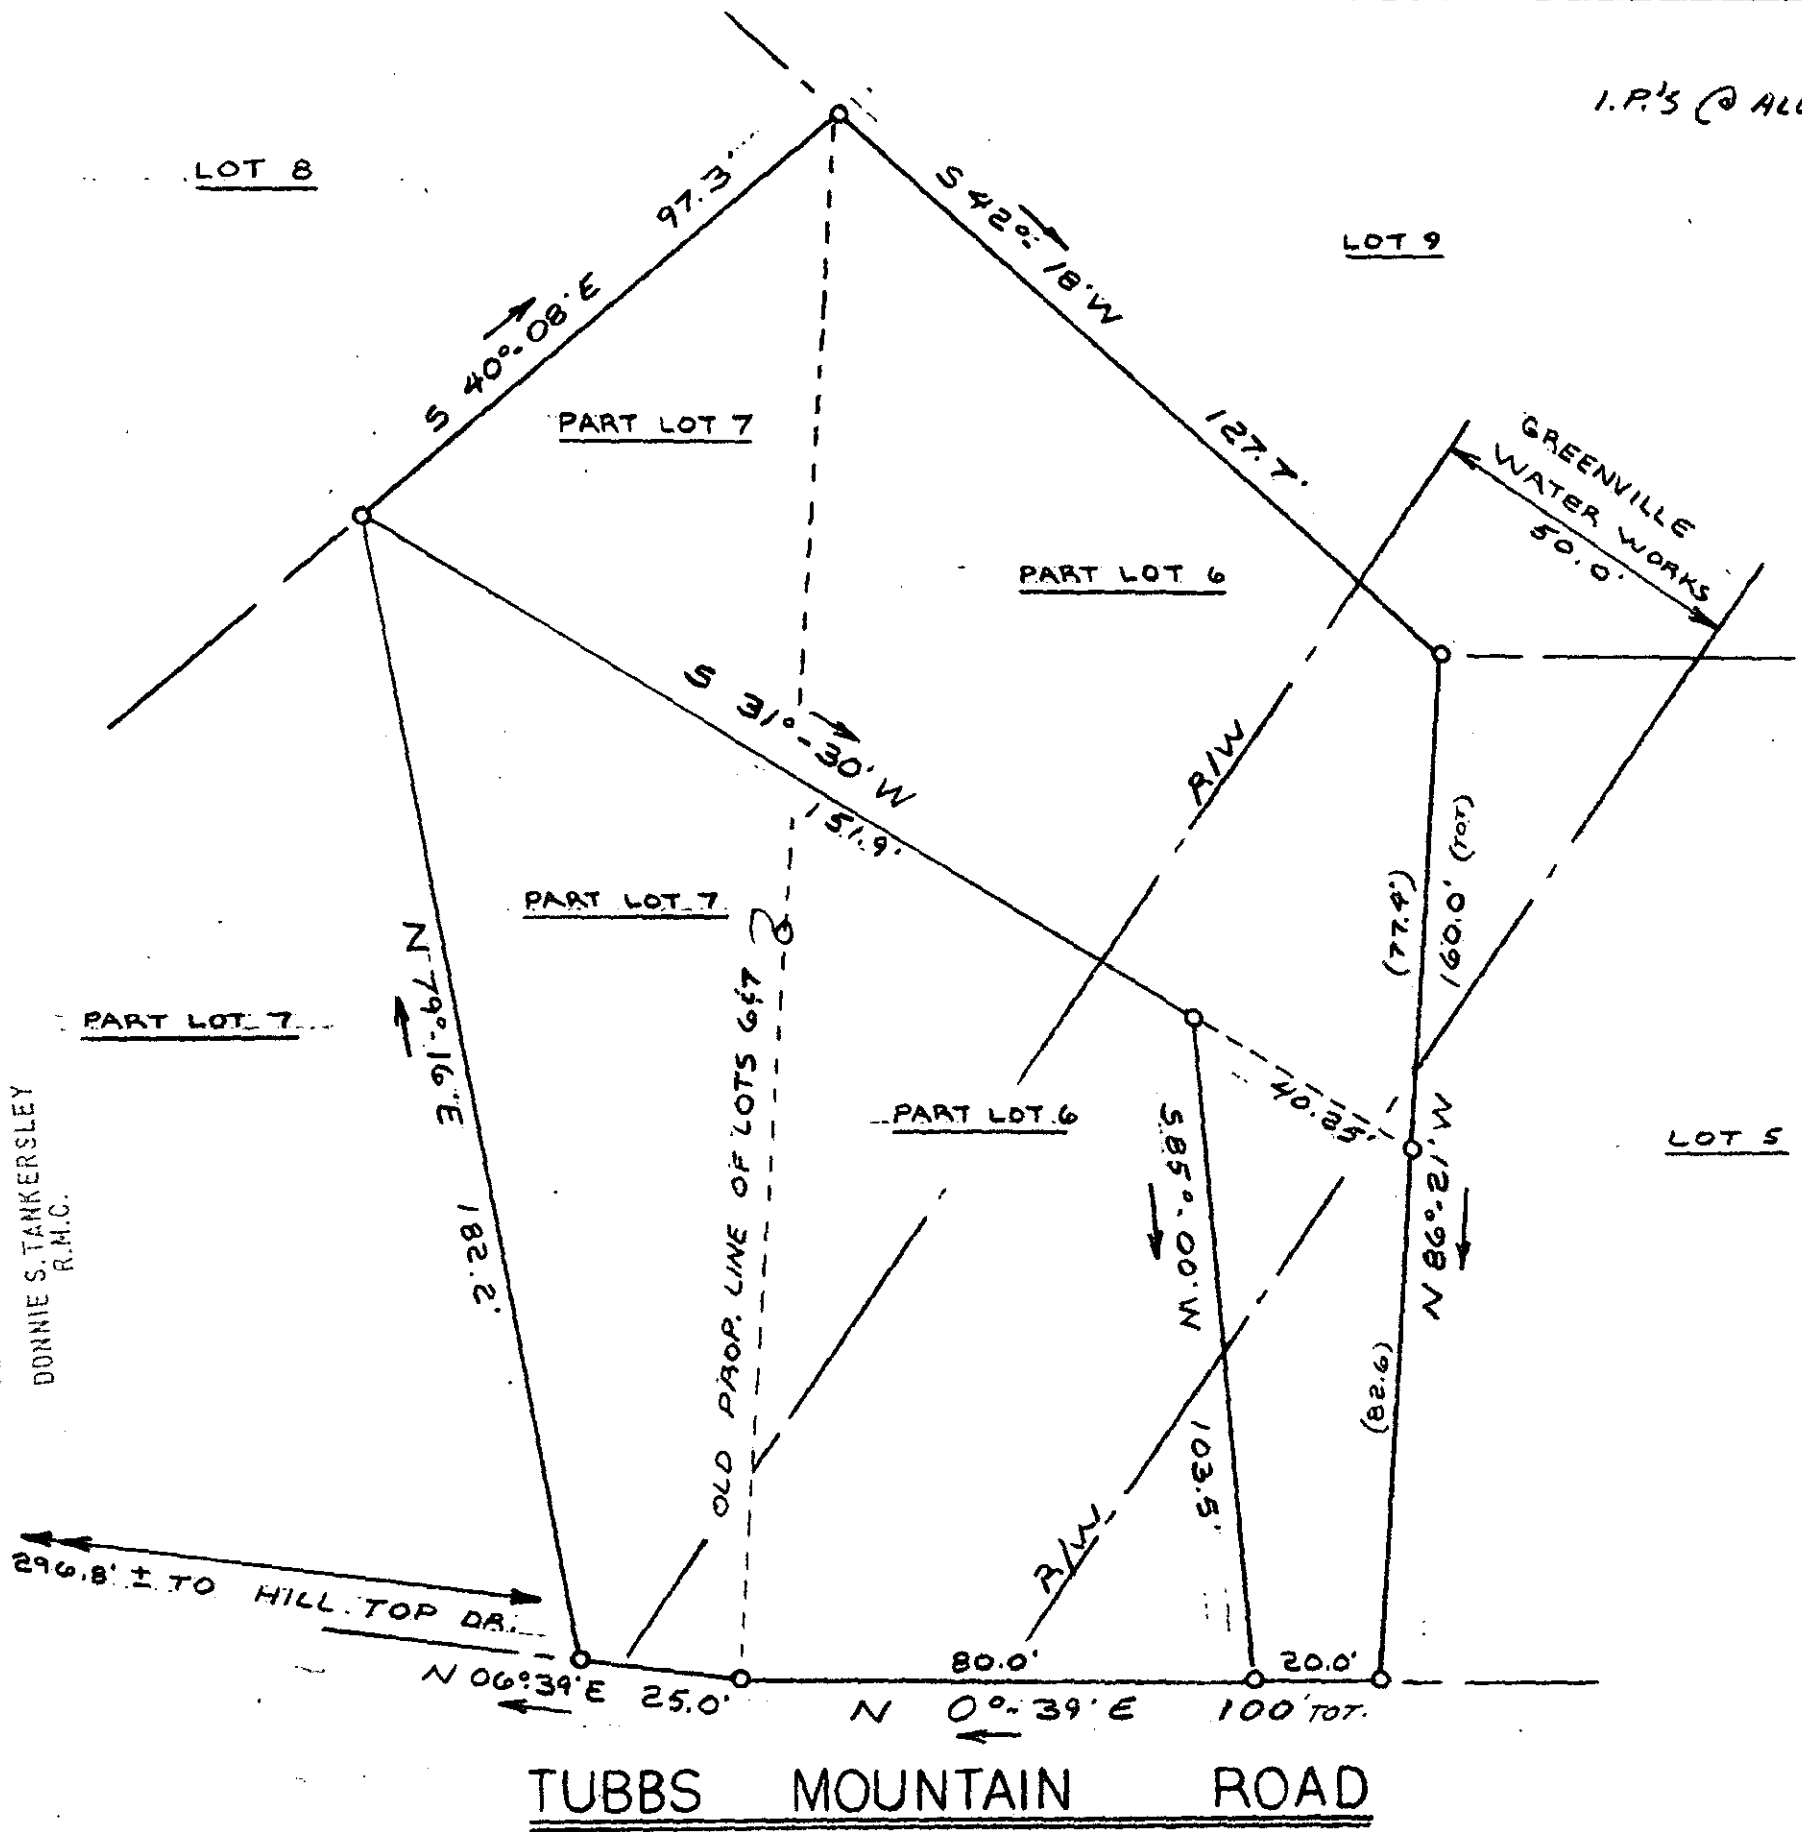 I.P.'S @ ALL
LOT 8
97.3'
S 40°-08' E
S 42°-18' W
127.7'
LOT 9
PART LOT 7
PART LOT 6
GREENVILLE
WATER WORKS
50.0'
S 31°-30' W
151.9'
R/W
(77.4')
160.0' (TOT)
PART LOT 7
PART LOT 7
N 79°-16' E
182.2'
OLD PROP. LINE OF LOTS 6&7
PART LOT 6
40.25'
S 85°-00' W
103.5'
N 86°-21' W
(82.6)
LOT 5
DONNIE S. TANKERSLEY
R.M.C.
R/W
296.8' ± TO HILL TOP DR.
N 06°-39' E 25.0'
80.0'
20.0'
N 0°-39' E 100' TOT.
TUBBS MOUNTAIN ROAD